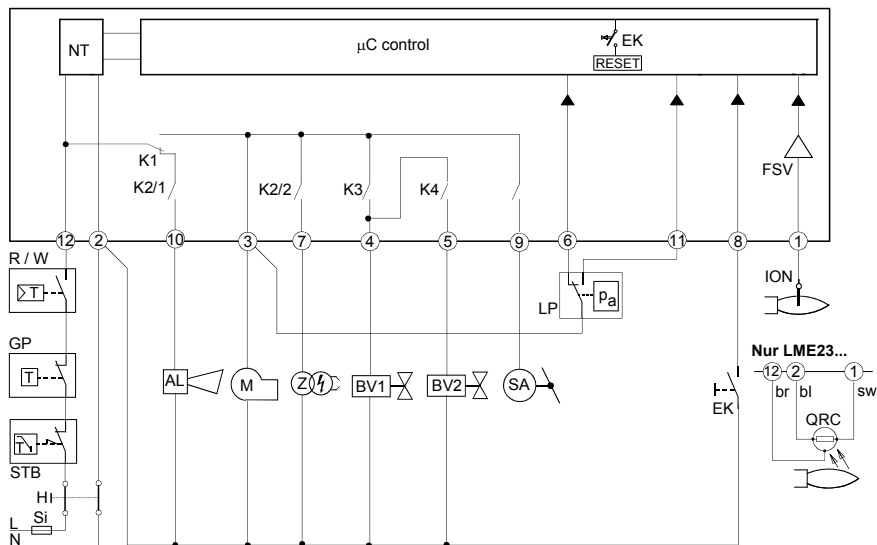 NT
µC control
EK
RESET
FSV
K1
K2/1
K2/2
K3
K4
12
2
10
3
7
4
5
9
6
11
8
1
R / W
T
LP
pa
ION
GP
T
AL
M
Z
BV1
BV2
SA
EK
Nur LME23...
12
2
1
br
bl
sw
QRC
T
STB
H
L
Si
N